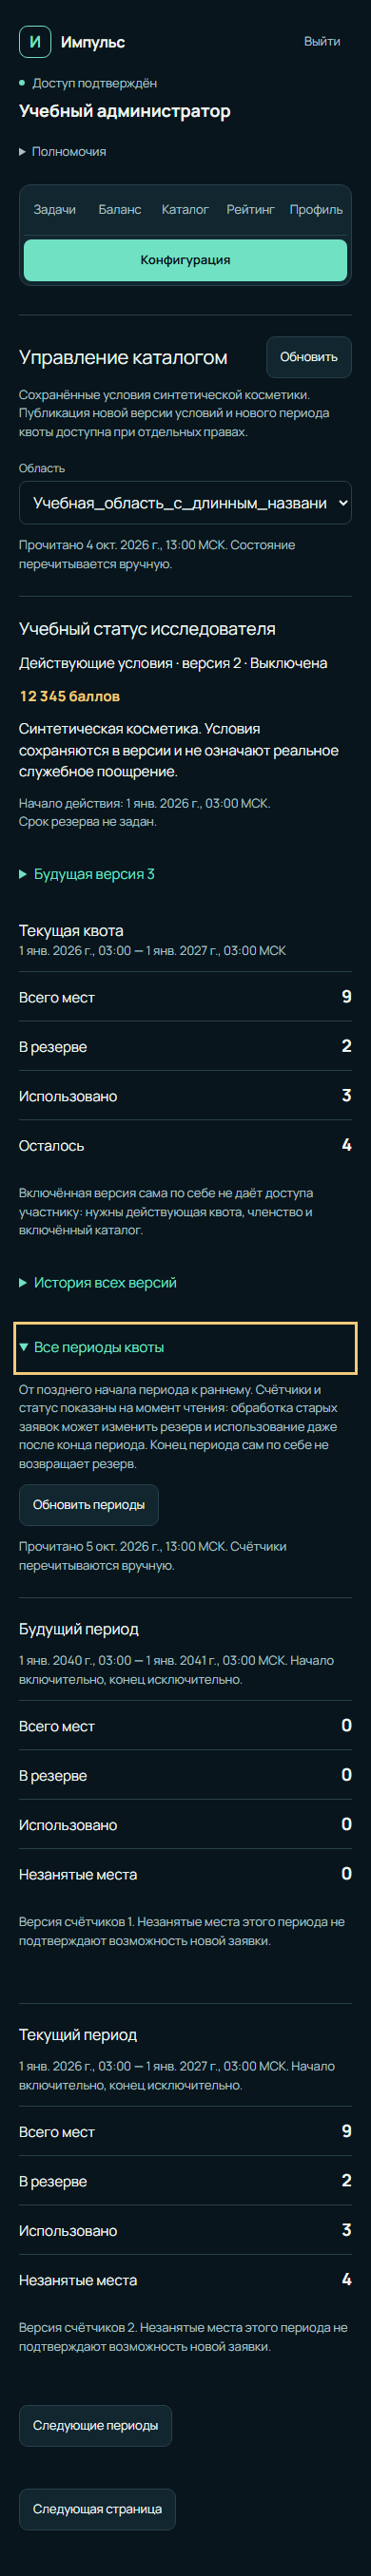 И Импульс Выйти
Доступ подтверждён
Учебный администратор
Полномочия
Задачи Баланс Каталог Рейтинг Профиль
Конфигурация
Управление каталогом Обновить
Сохранённые условия синтетической косметики.
Публикация новой версии условий и нового периода
квоты доступна при отдельных правах.
Область
Учебная_область_с_длинным_названи
Прочитано 4 окт. 2026 г., 13:00 МСК. Состояние
перечитывается вручную.
Учебный статус исследователя
Действующие условия · версия 2 · Выключена
12 345 баллов
Синтетическая косметика. Условия
сохраняются в версии и не означают реальное
служебное поощрение.
Начало действия: 1 янв. 2026 г., 03:00 МСК.
Срок резерва не задан.
Будущая версия 3
Текущая квота
1 янв. 2026 г., 03:00 — 1 янв. 2027 г., 03:00 МСК
Всего мест 9
В резерве 2
Использовано 3
Осталось 4
Включённая версия сама по себе не даёт доступа
участнику: нужны действующая квота, членство и
включённый каталог.
История всех версий
Все периоды квоты
От позднего начала периода к раннему. Счётчики и
статус показаны на момент чтения: обработка старых
заявок может изменить резерв и использование даже
после конца периода. Конец периода сам по себе не
возвращает резерв.
Обновить периоды
Прочитано 5 окт. 2026 г., 13:00 МСК. Счётчики
перечитываются вручную.
Будущий период
1 янв. 2040 г., 03:00 — 1 янв. 2041 г., 03:00 МСК. Начало
включительно, конец исключительно.
Всего мест 0
В резерве 0
Использовано 0
Незанятые места 0
Версия счётчиков 1. Незанятые места этого периода не
подтверждают возможность новой заявки.
Текущий период
1 янв. 2026 г., 03:00 — 1 янв. 2027 г., 03:00 МСК. Начало
включительно, конец исключительно.
Всего мест 9
В резерве 2
Использовано 3
Незанятые места 4
Версия счётчиков 2. Незанятые места этого периода не
подтверждают возможность новой заявки.
Следующие периоды
Следующая страница